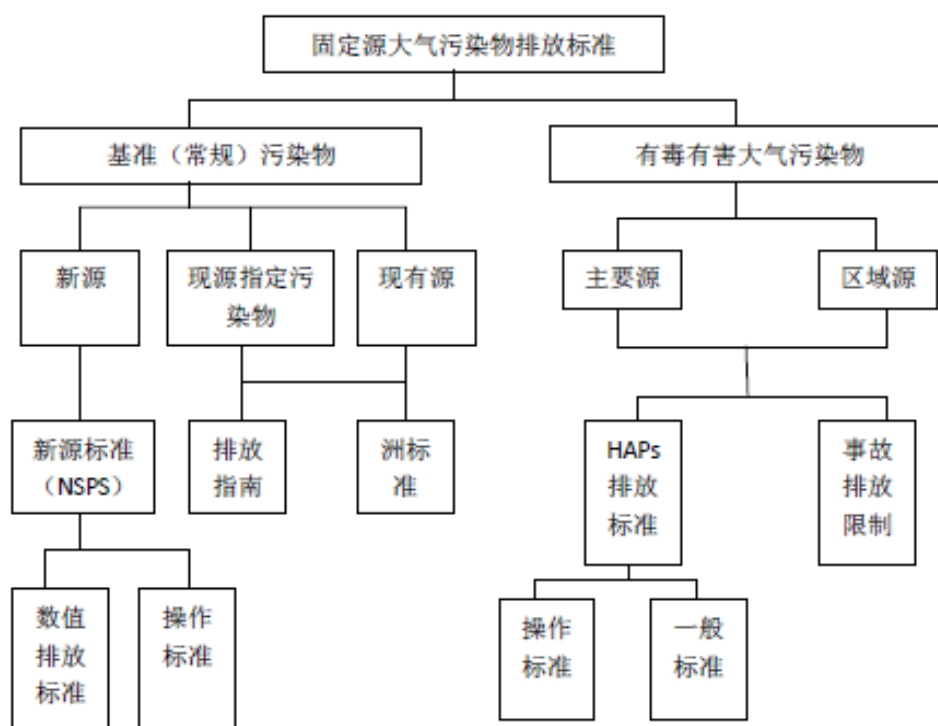 固定源大气污染物排放标准
基准（常规）污染物
有毒有害大气污染物
新源
现源指定污
染物
现有源
主要源
区域源
新源标准
（NSPS）
排放
指南
洲标
准
HAPs
排放
标准
事故
排放
限制
数值
排放
标准
操作
标准
操作
标准
一般
标准